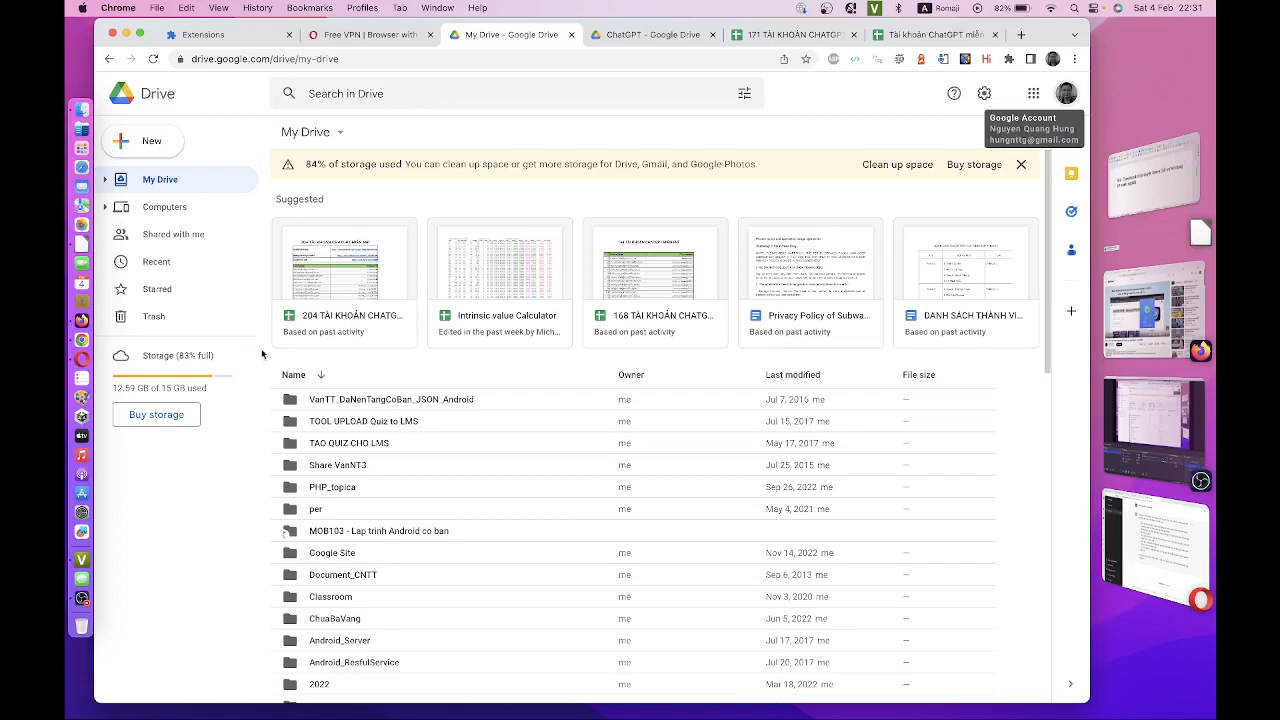 Chrome File Edit View History Bookmarks Profiles Tab Window Help
82% Romaji Sat 4 Feb 22:31
Extensions
Free VPN | Browser with
My Drive - Google Drive
ChatGPT - Google Drive
171 TÀI KHOẢN CHATGPT
Tài khoản ChatGPT miễn
drive.google.com/drive/my-drive
Drive
Search in Drive
Google Account
Nguyen Quang Hung
hungnttg@gmail.com
New
My Drive
84% of storage used You can clean up space or get more storage for Drive, Gmail, and Google Photos.
Clean up space
Buy storage
My Drive
Computers
Shared with me
Recent
Starred
Trash
Storage (83% full)
12.59 GB of 15 GB used
Buy storage
Suggested
204 TÀI KHOẢN CHATG...
Based on past activity
Internal valve Calculator
Edited in the past week by Mich...
168 TÀI KHOẢN CHATG...
Based on past activity
Based on past activity
DANH SÁCH THÀNH VI...
Based on past activity
Name Owner Last modified File size
VanTT_DaNenTangCoBan_JSON_Android me Jul 7, 2016 me –
TOOL UPLOAD Quiz to LMS me Jul 15, 2017 me –
TAO QUIZ CHO LMS me May 17, 2017 me –
Share VanNT3 me Jul 25, 2015 me –
PHP_topica me Sep 26, 2022 me –
per me May 4, 2021 me –
MOB103 - Lap trinh android co ban me Jul 15, 2017 me –
Google Site me Nov 14, 2022 me –
Document_CNTT me Sep 6, 2013 me –
Classroom me Nov 3, 2020 me –
ChuaBaVang me Jun 5, 2022 me –
Android_Server me Jul 17, 2017 me –
Android_ResfulService me Jul 20, 2017 me –
2022 me Mar 18, 2022 me –